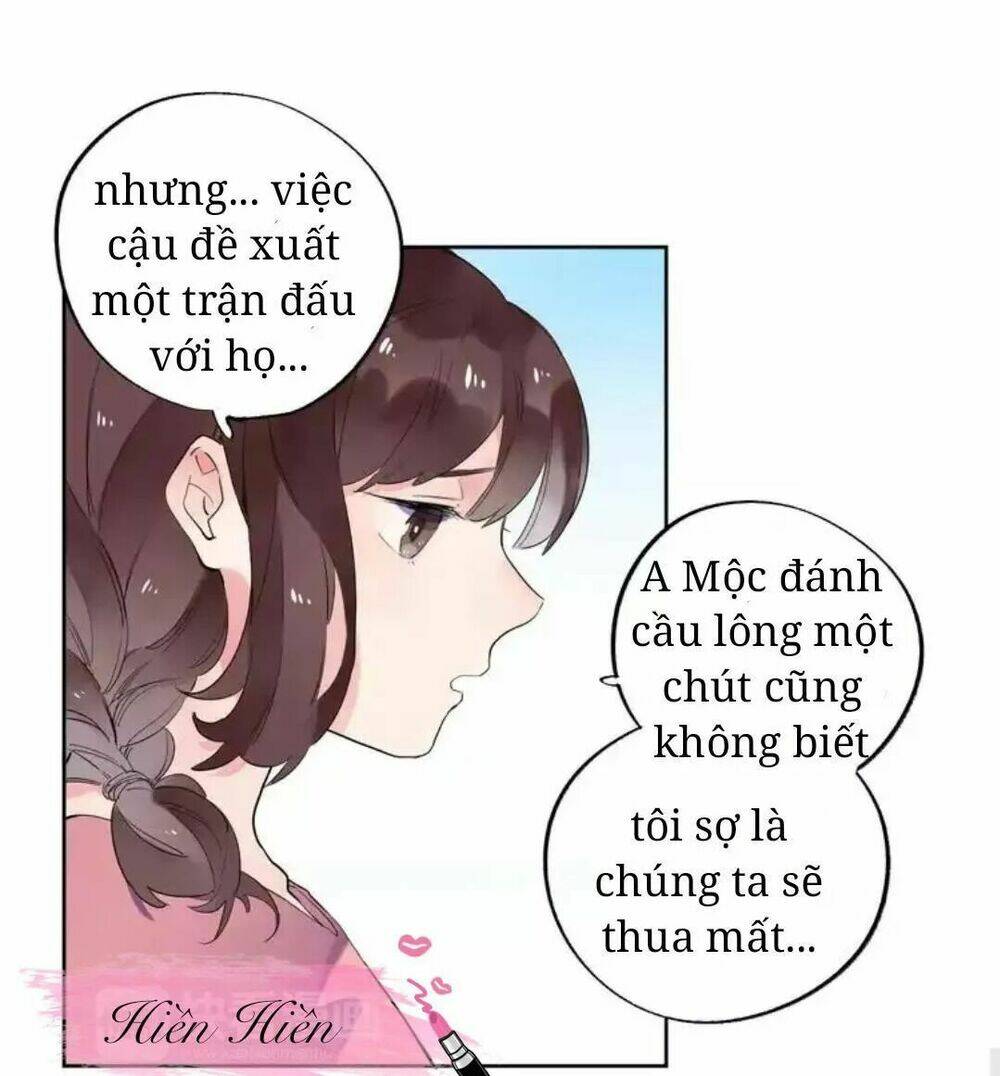 nhưng... việc
cậu đề xuất
một trận đấu
với họ...
A Mộc đánh
cầu lông một
chút cũng
không biết
tôi sợ là
chúng ta sẽ
thua mất...
Hiền Hiền